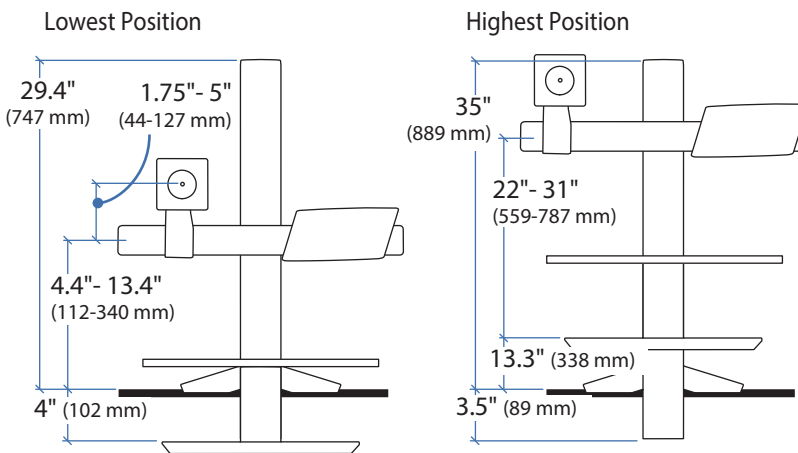 Lowest Position
29.4"
(747 mm)
1.75"- 5"
(44-127 mm)
4.4"- 13.4"
(112-340 mm)
4" (102 mm)
Highest Position
35"
(889 mm)
22"- 31"
(559-787 mm)
13.3" (338 mm)
3.5" (89 mm)